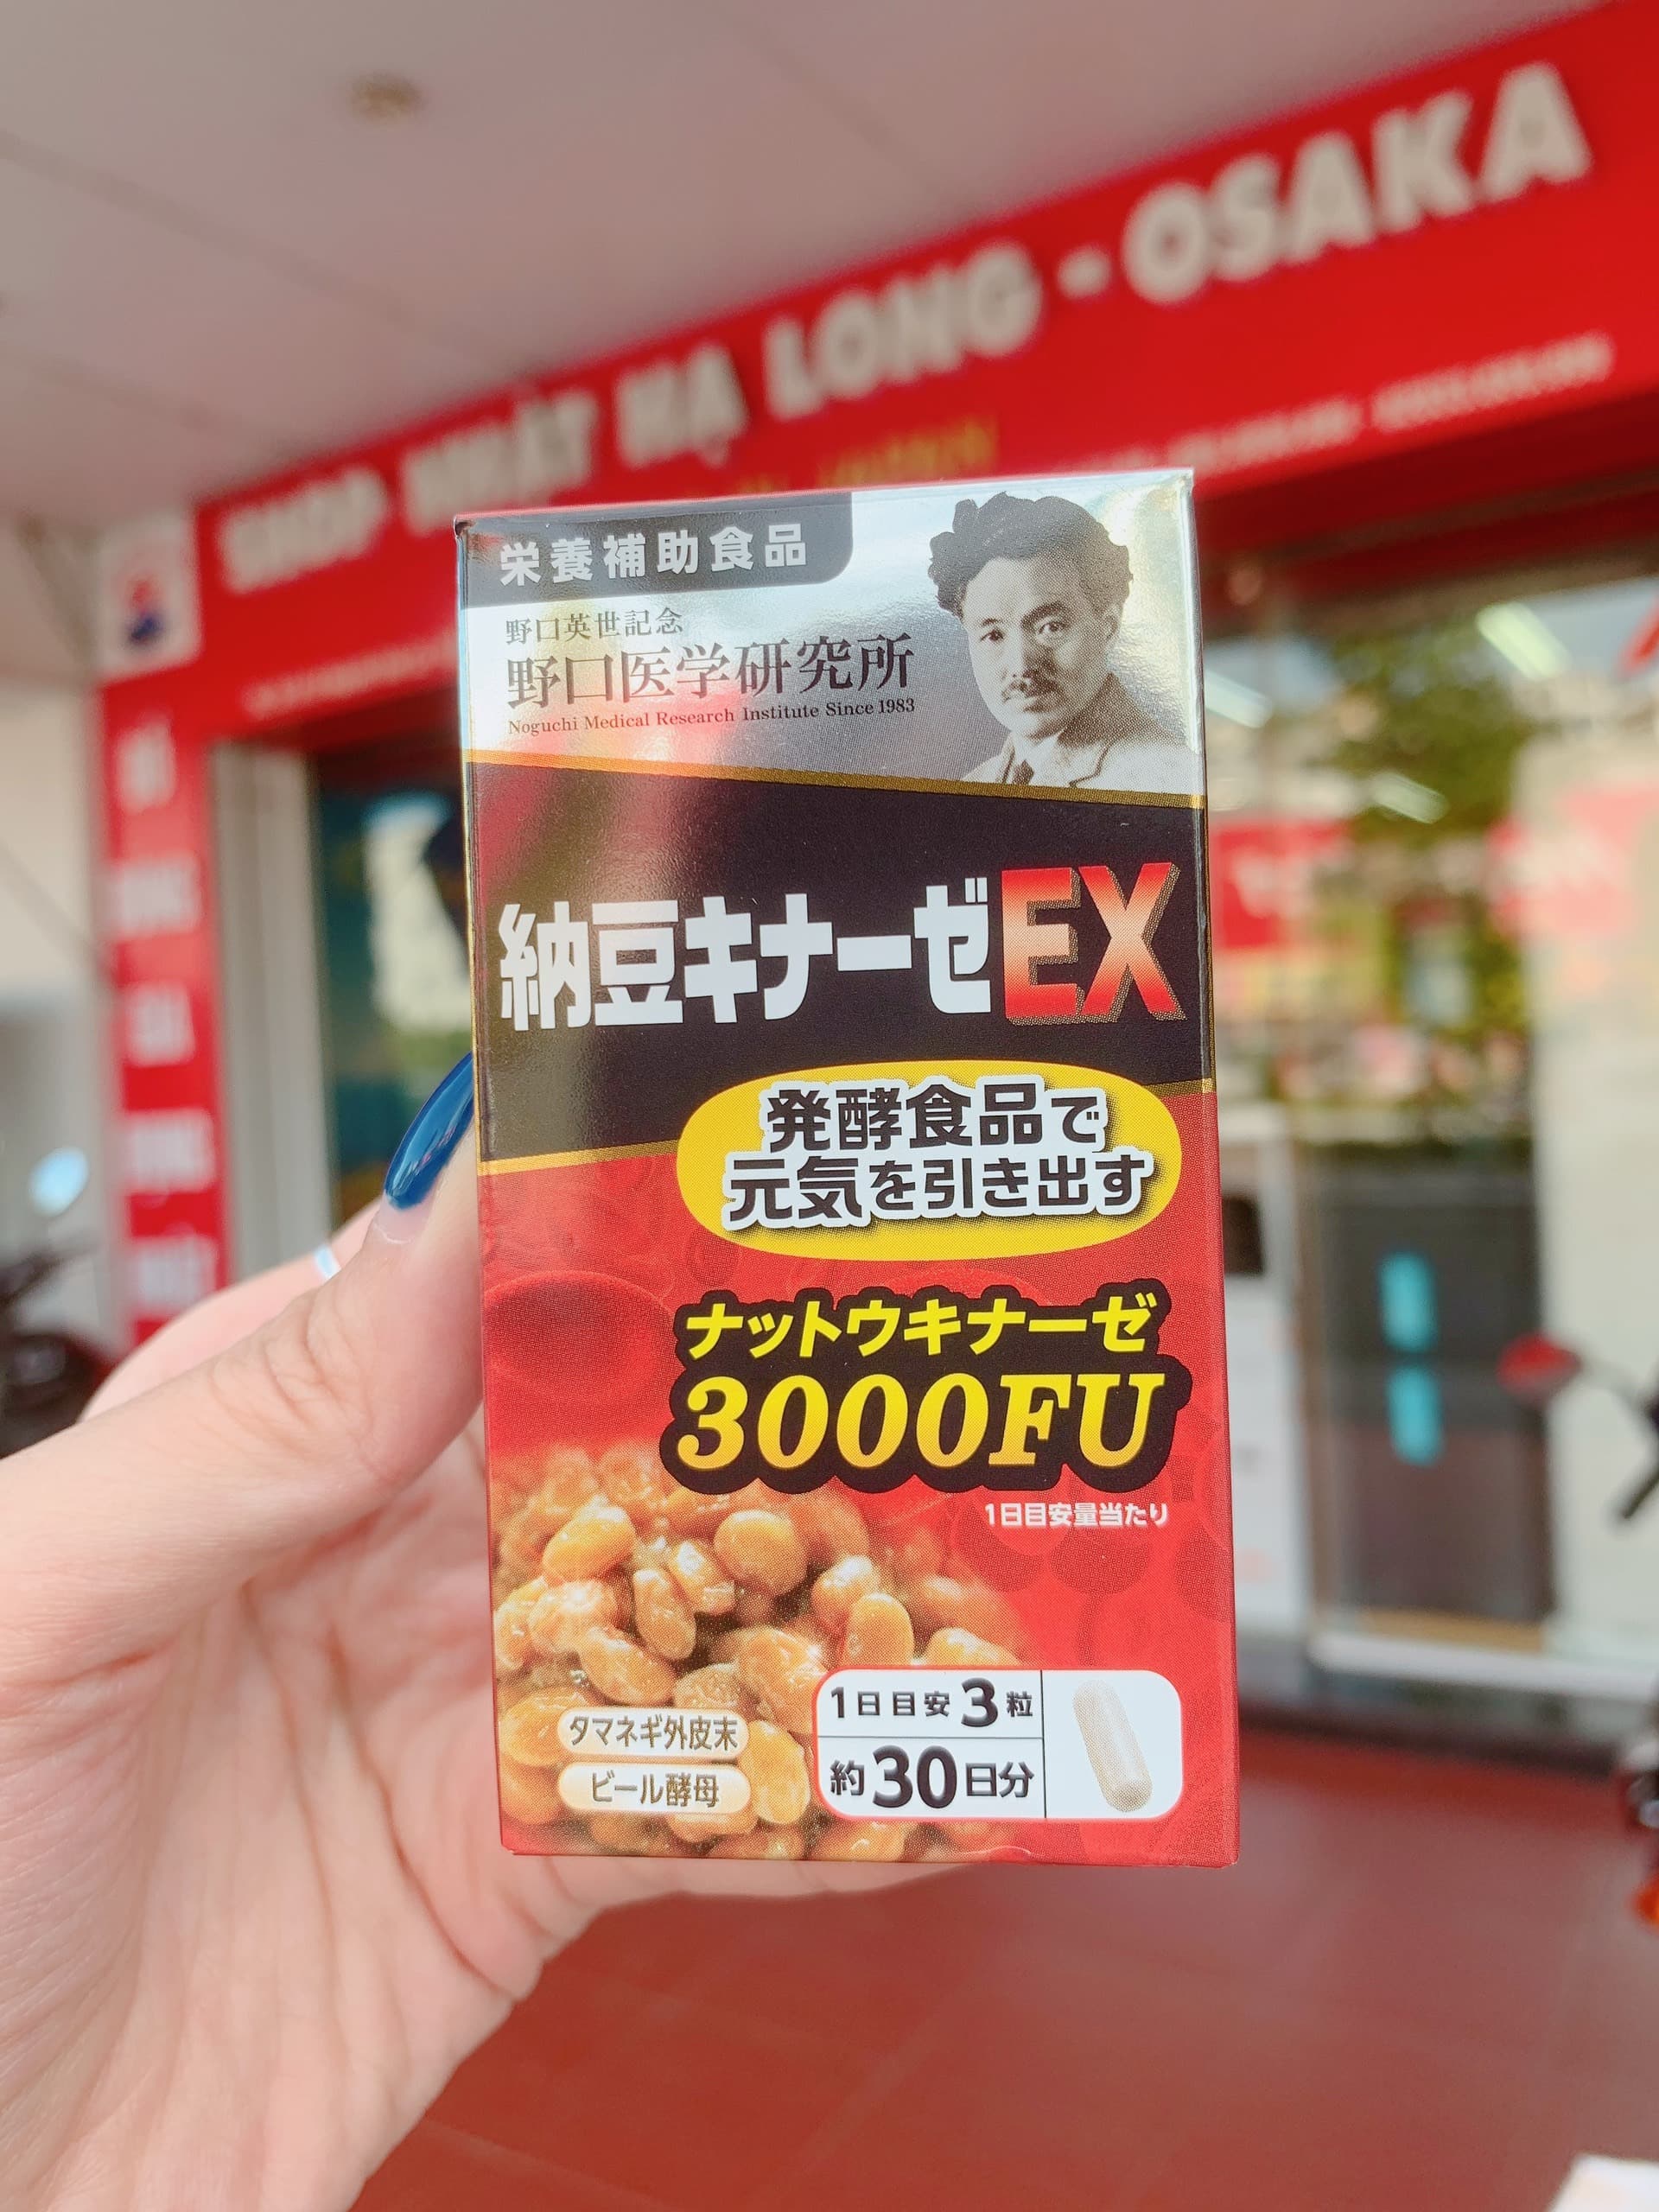 SHOP NHẬT HẠ LONG - OSAKA
栄養補助食品
野口英世記念
野口医学研究所
Noguchi Medical Research Institute Since 1983
納豆キナーゼEX
発酵食品で
元気を引き出す
ナットウキナーゼ
3000FU
1日目安量当たり
タマネギ外皮末
ビール酵母
1日目安3粒
約30日分